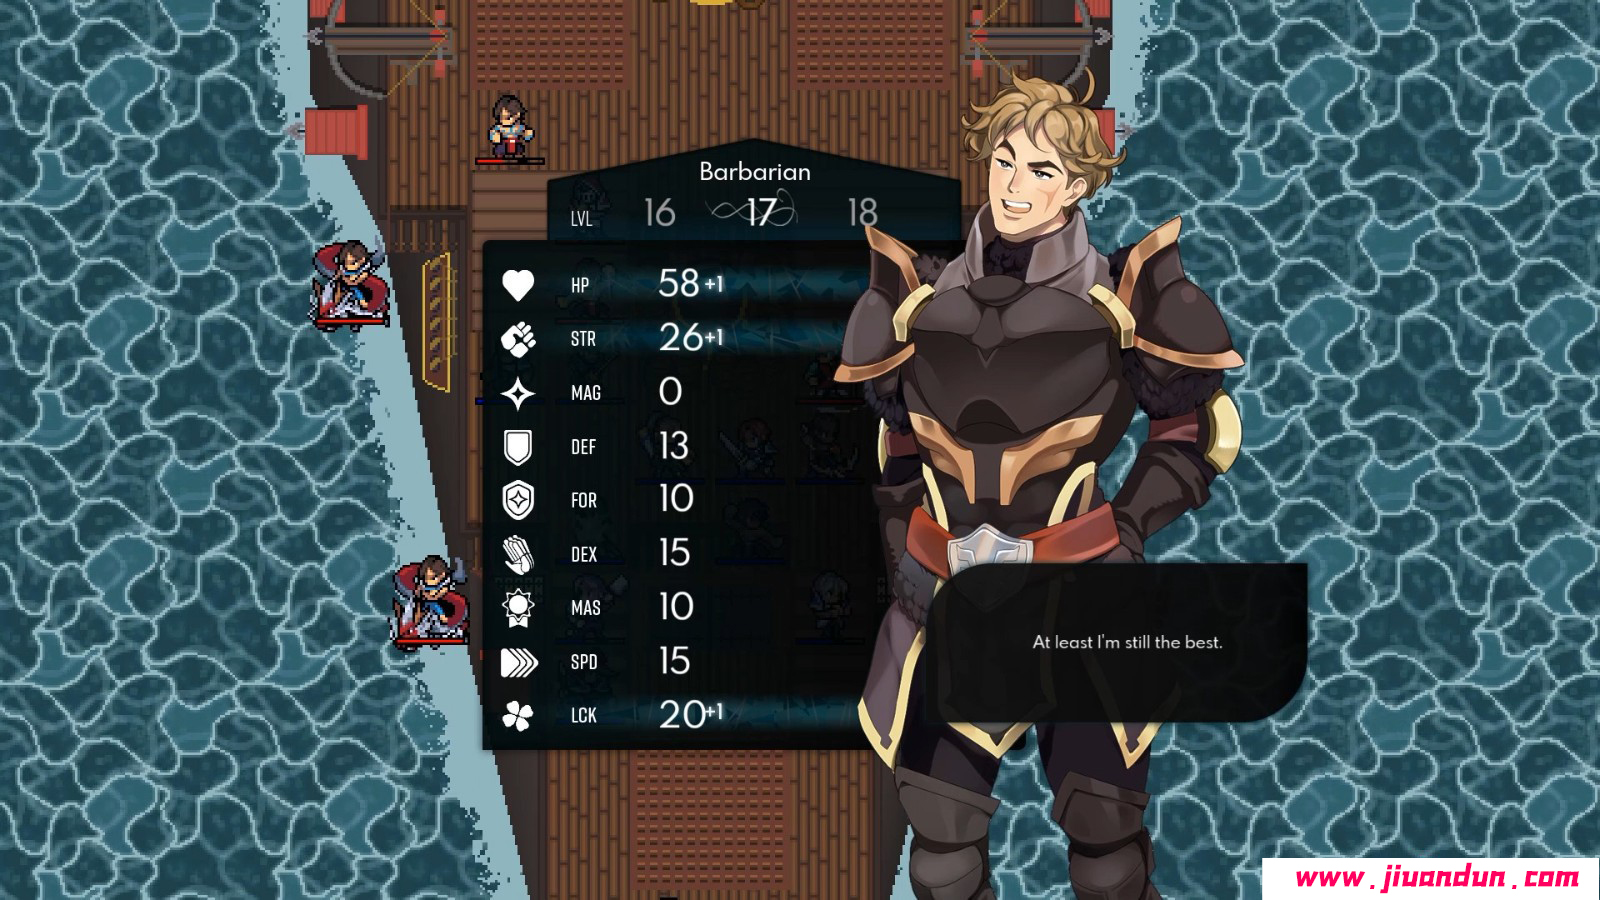 Barbarian
LVL 16 17 18
HP 58 +1
STR 26 +1
MAG 0
DEF 13
FOR 10
DEX 15
MAS 10
SPD 15
LCK 20 +1
At least I'm still the best.
www.jiuandun.com